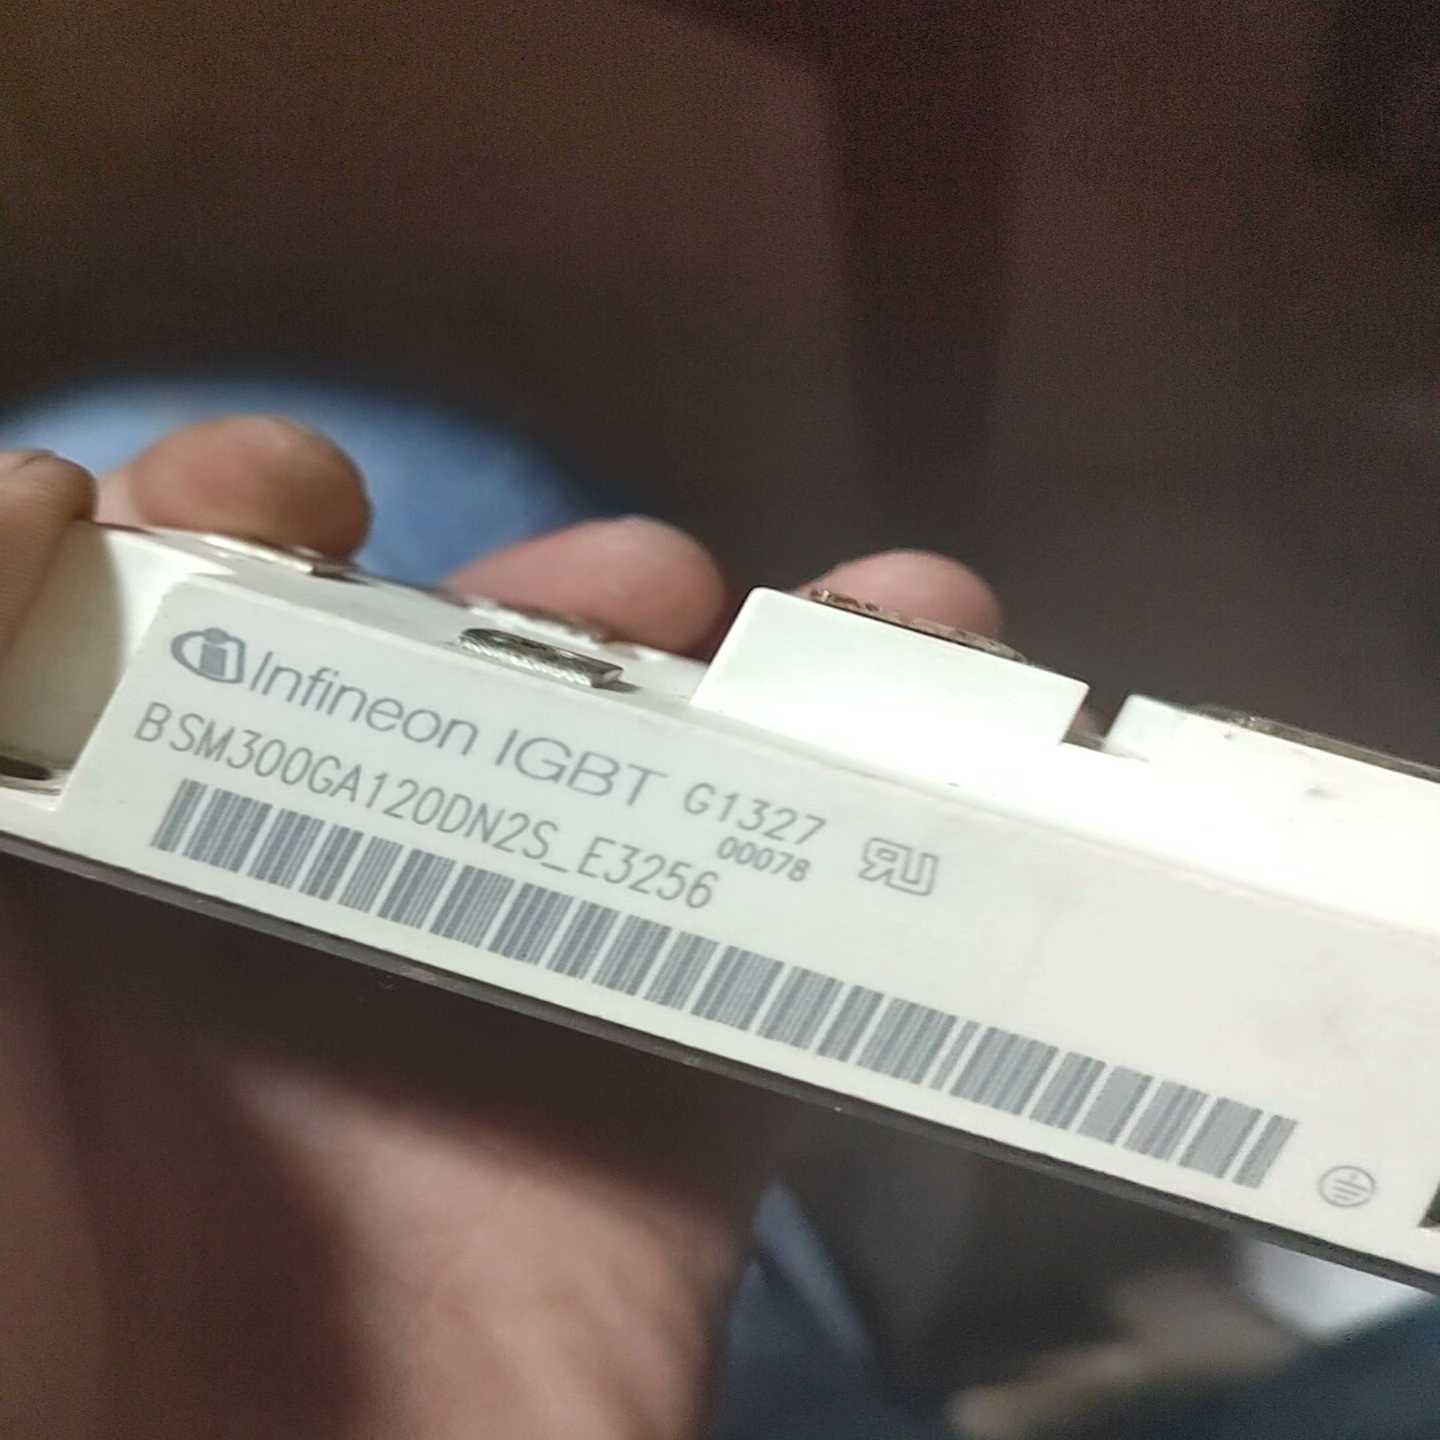 Infineon IGBT G1327
00078
BSM300GA120DN2S_E3256